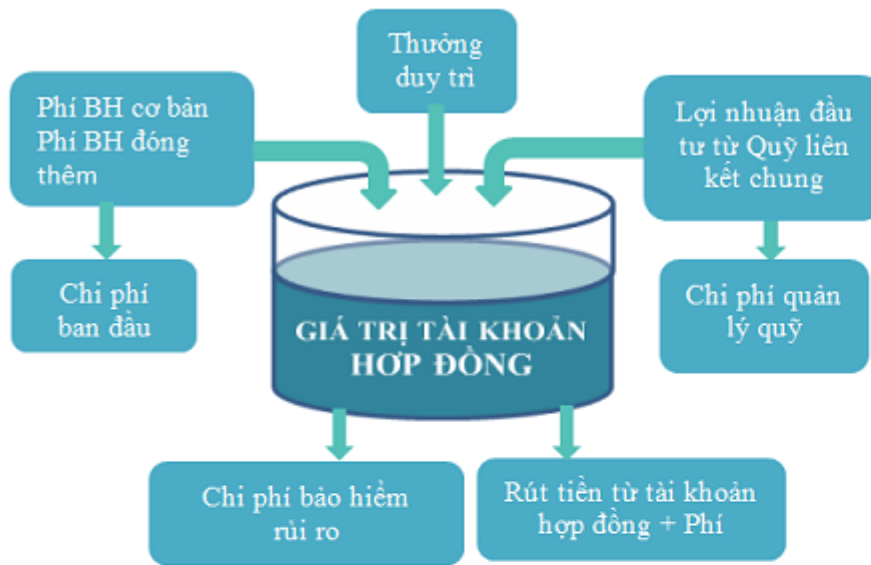 Thưởng
duy trì
Phí BH cơ bản
Phí BH đóng
thêm
Lợi nhuận đầu
tư từ Quỹ liên
kết chung
Chi phí
ban đầu
Chi phí quản
lý quỹ
GIÁ TRỊ TÀI KHOẢN
HƠP ĐỒNG
Chi phí bảo hiểm
rủi ro
Rút tiền từ tài khoản
hợp đồng + Phí